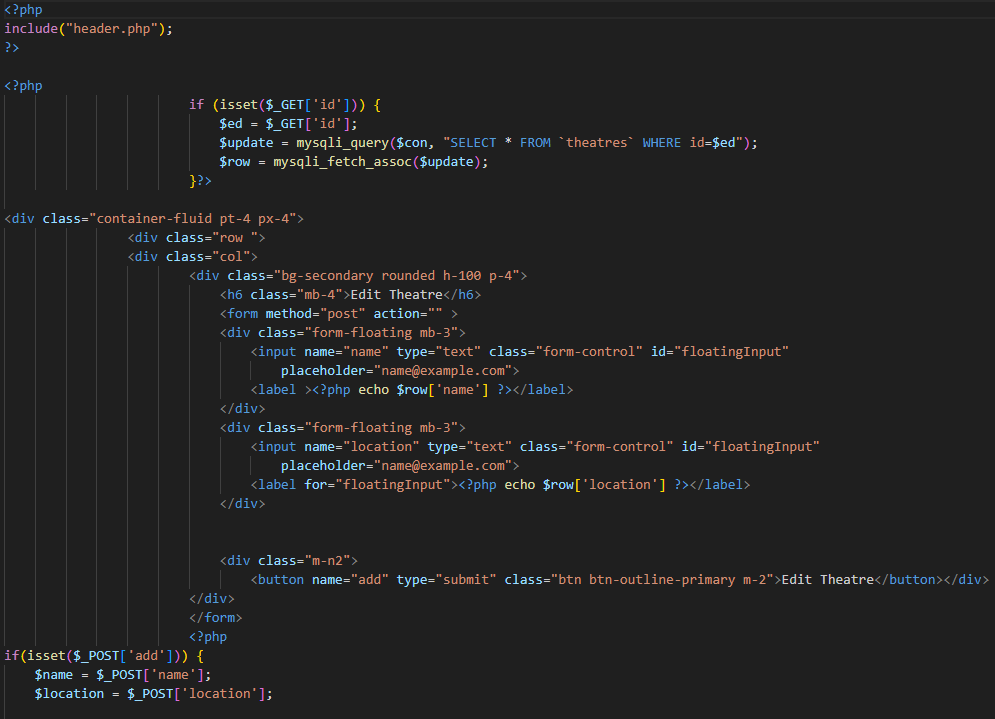 <?php
include("header.php");
?>
<?php
if (isset($_GET['id'])) {
$ed = $_GET['id'];
$update = mysqli_query($con, "SELECT * FROM `theatres` WHERE id=$ed");
$row = mysqli_fetch_assoc($update);
}?>
<div class="container-fluid pt-4 px-4">
<div class="row ">
<div class="col">
<div class="bg-secondary rounded h-100 p-4">
<h6 class="mb-4">Edit Theatre</h6>
<form method="post" action="" >
<div class="form-floating mb-3">
<input name="name" type="text" class="form-control" id="floatingInput"
placeholder="name@example.com">
<label ><?php echo $row['name'] ?></label>
</div>
<div class="form-floating mb-3">
<input name="location" type="text" class="form-control" id="floatingInput"
placeholder="name@example.com">
<label for="floatingInput"><?php echo $row['location'] ?></label>
</div>
<div class="m-n2">
<button name="add" type="submit" class="btn btn-outline-primary m-2">Edit Theatre</button></div>
</div>
</form>
<?php
if(isset($_POST['add'])) {
$name = $_POST['name'];
$location = $_POST['location'];